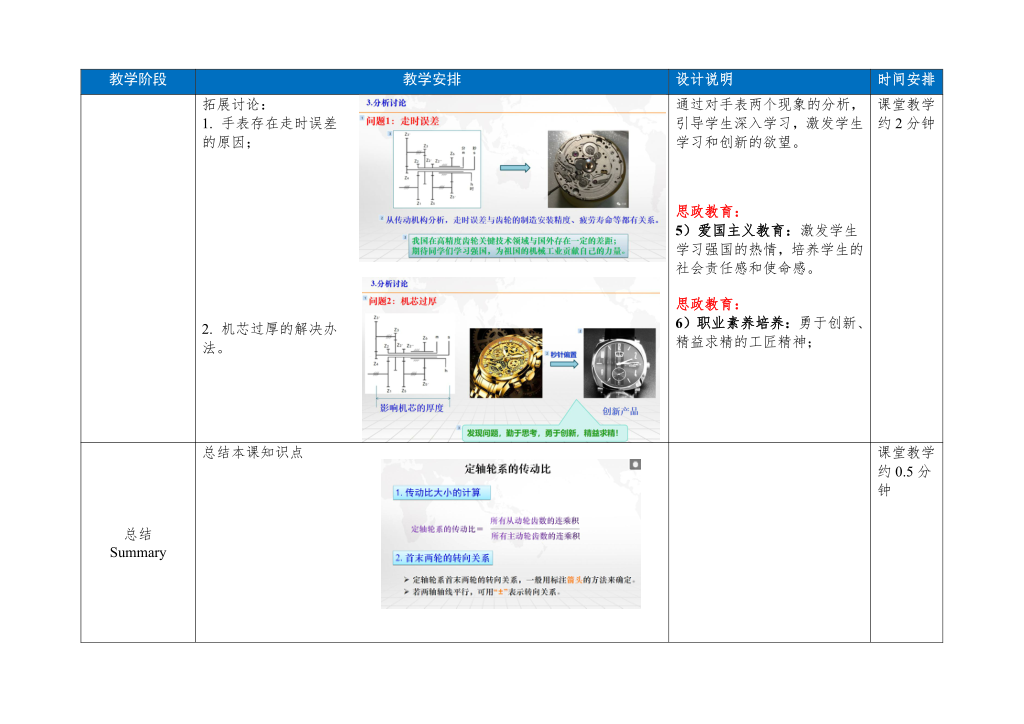 教学阶段 教学安排 设计说明 时间安排
拓展讨论：
1. 手表存在走时误差
的原因；
3.分析讨论
问题1：走时误差
从传动机构分析，走时误差与齿轮的制造安装精度、疲劳寿命等都有关系。
我国在高精度齿轮关键技术领域与国外存在一定的差距；
期待同学们学习强国，为祖国的机械工业贡献自己的力量。
2. 机芯过厚的解决办
法。
3.分析讨论
问题2：机芯过厚
秒针偏置
影响机芯的厚度
创新产品
发现问题，勤于思考，勇于创新，精益求精！
通过对手表两个现象的分析，
引导学生深入学习，激发学生
学习和创新的欲望。
思政教育：
5）爱国主义教育：激发学生
学习强国的热情，培养学生的
社会责任感和使命感。
思政教育：
6）职业素养培养：勇于创新、
精益求精的工匠精神；
课堂教学
约 2 分钟
总结
Summary
总结本课知识点
定轴轮系的传动比
1. 传动比大小的计算
定轴轮系的传动比＝
所有从动轮齿数的连乘积
所有主动轮齿数的连乘积
2. 首末两轮的转向关系
➢ 定轴轮系首末两轮的转向关系，一般用标注箭头的方法来确定。
➢ 若两轴轴线平行，可用“±”表示转向关系。
课堂教学
约 0.5 分
钟